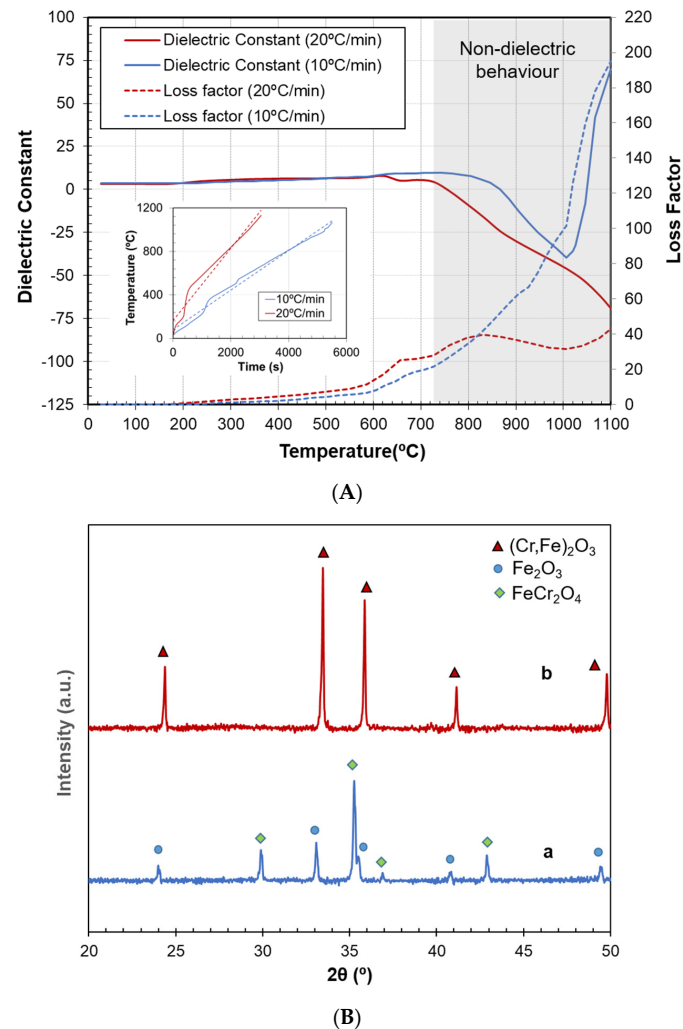 Dielectric Constant (20ºC/min)
Dielectric Constant (10ºC/min)
Loss factor (20ºC/min)
Loss factor (10ºC/min)
Non-dielectric
behaviour
100
75
50
25
0
-25
-50
-75
-100
-125
Dielectric Constant
220
200
180
160
140
120
100
80
60
40
20
0
Loss Factor
1200
800
400
0
Temperature (ºC)
10ºC/min
20ºC/min
0 2000 4000 6000
Time (s)
0 100 200 300 400 500 600 700 800 900 1000 1100
Temperature(ºC)
(A)
(Cr,Fe)₂O₃
Fe₂O₃
FeCr₂O₄
b
a
Intensity (a.u.)
20 25 30 35 40 45 50
2θ (º)
(B)